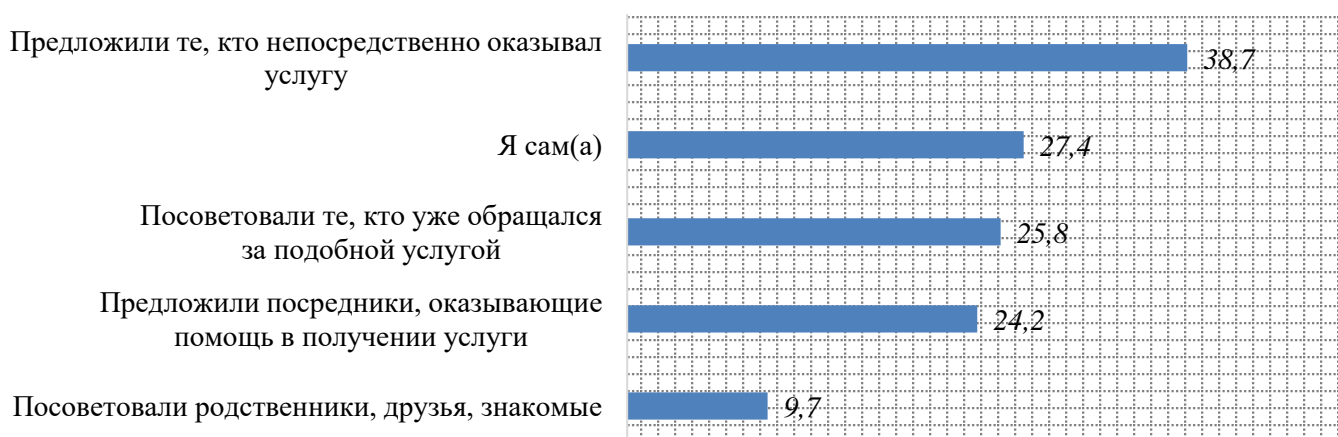 Предложили те, кто непосредственно оказывал
услугу
38,7
Я сам(а)
27,4
Посоветовали те, кто уже обращался
за подобной услугой
25,8
Предложили посредники, оказывающие
помощь в получении услуги
24,2
Посоветовали родственники, друзья, знакомые
9,7